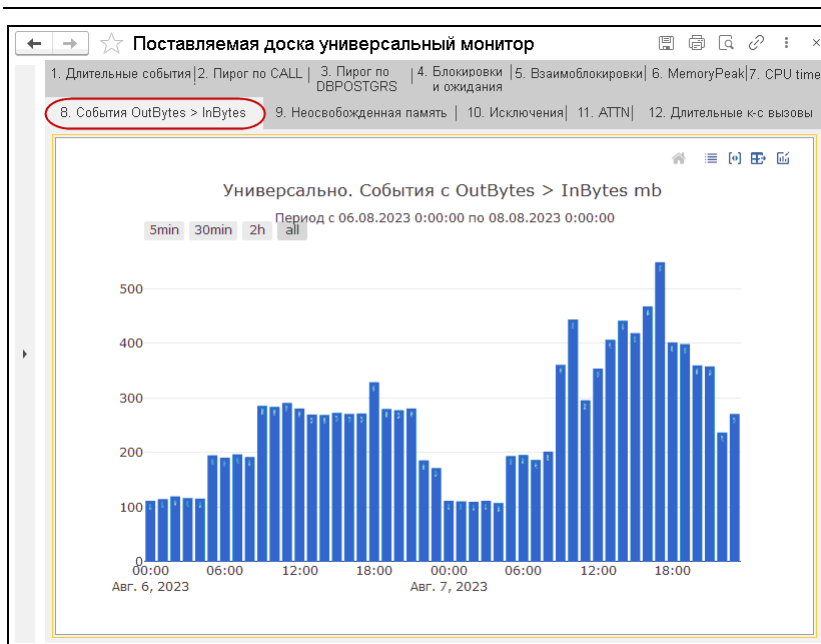 Поставляемая доска универсальный монитор
1. Длительные события | 2. Пирог по CALL | 3. Пирог по DBPOSTGRS | 4. Блокировки и ожидания | 5. Взаимоблокировки | 6. MemoryPeak | 7. CPU time
8. События OutBytes > InBytes 9. Неосвобожденная память | 10. Исключения | 11. ATTN | 12. Длительные к-с вызовы
Универсально. События с OutBytes > InBytes mb
Период с 06.08.2023 0:00:00 по 08.08.2023 0:00:00
5min 30min 2h all
500
400
300
200
100
0
00:00 06:00 12:00 18:00 00:00 06:00 12:00 18:00
Авг. 6, 2023 Авг. 7, 2023